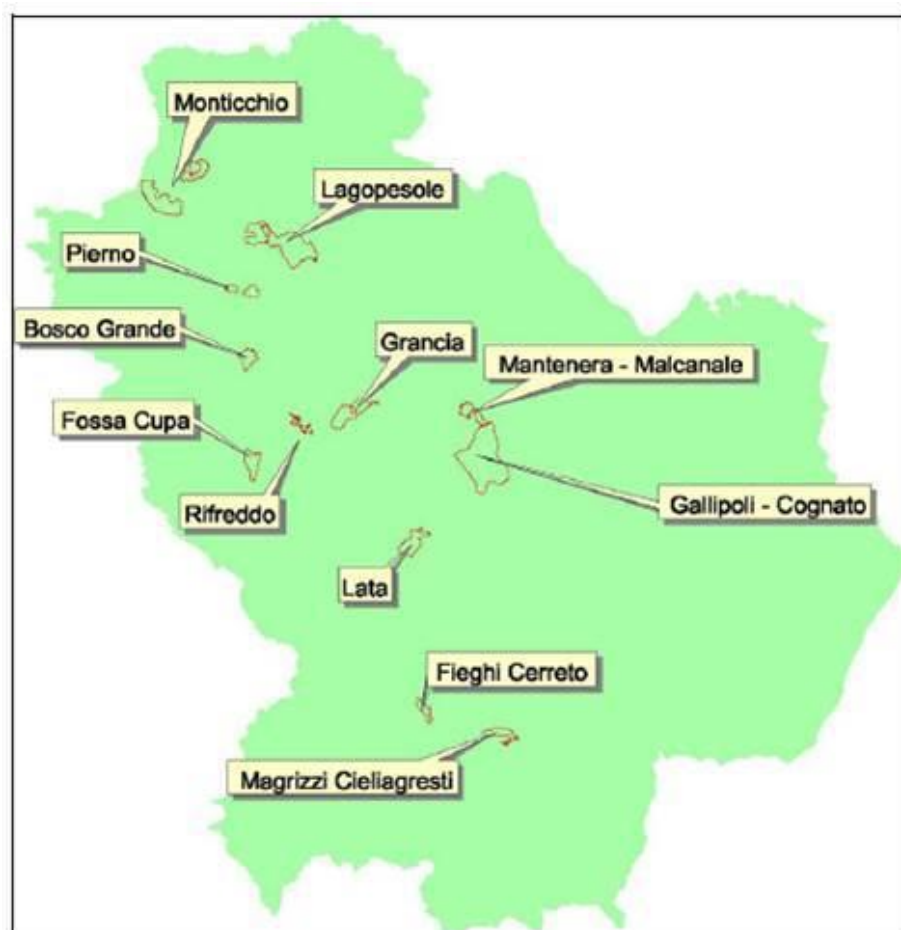 Monticchio
Lagopesole
Pierno
Bosco Grande
Grancia
Mantenera - Malcanale
Fossa Cupa
Rifreddo
Gallipoli - Cognato
Lata
Fieghi Cerreto
Magrizzi Cieliagresti